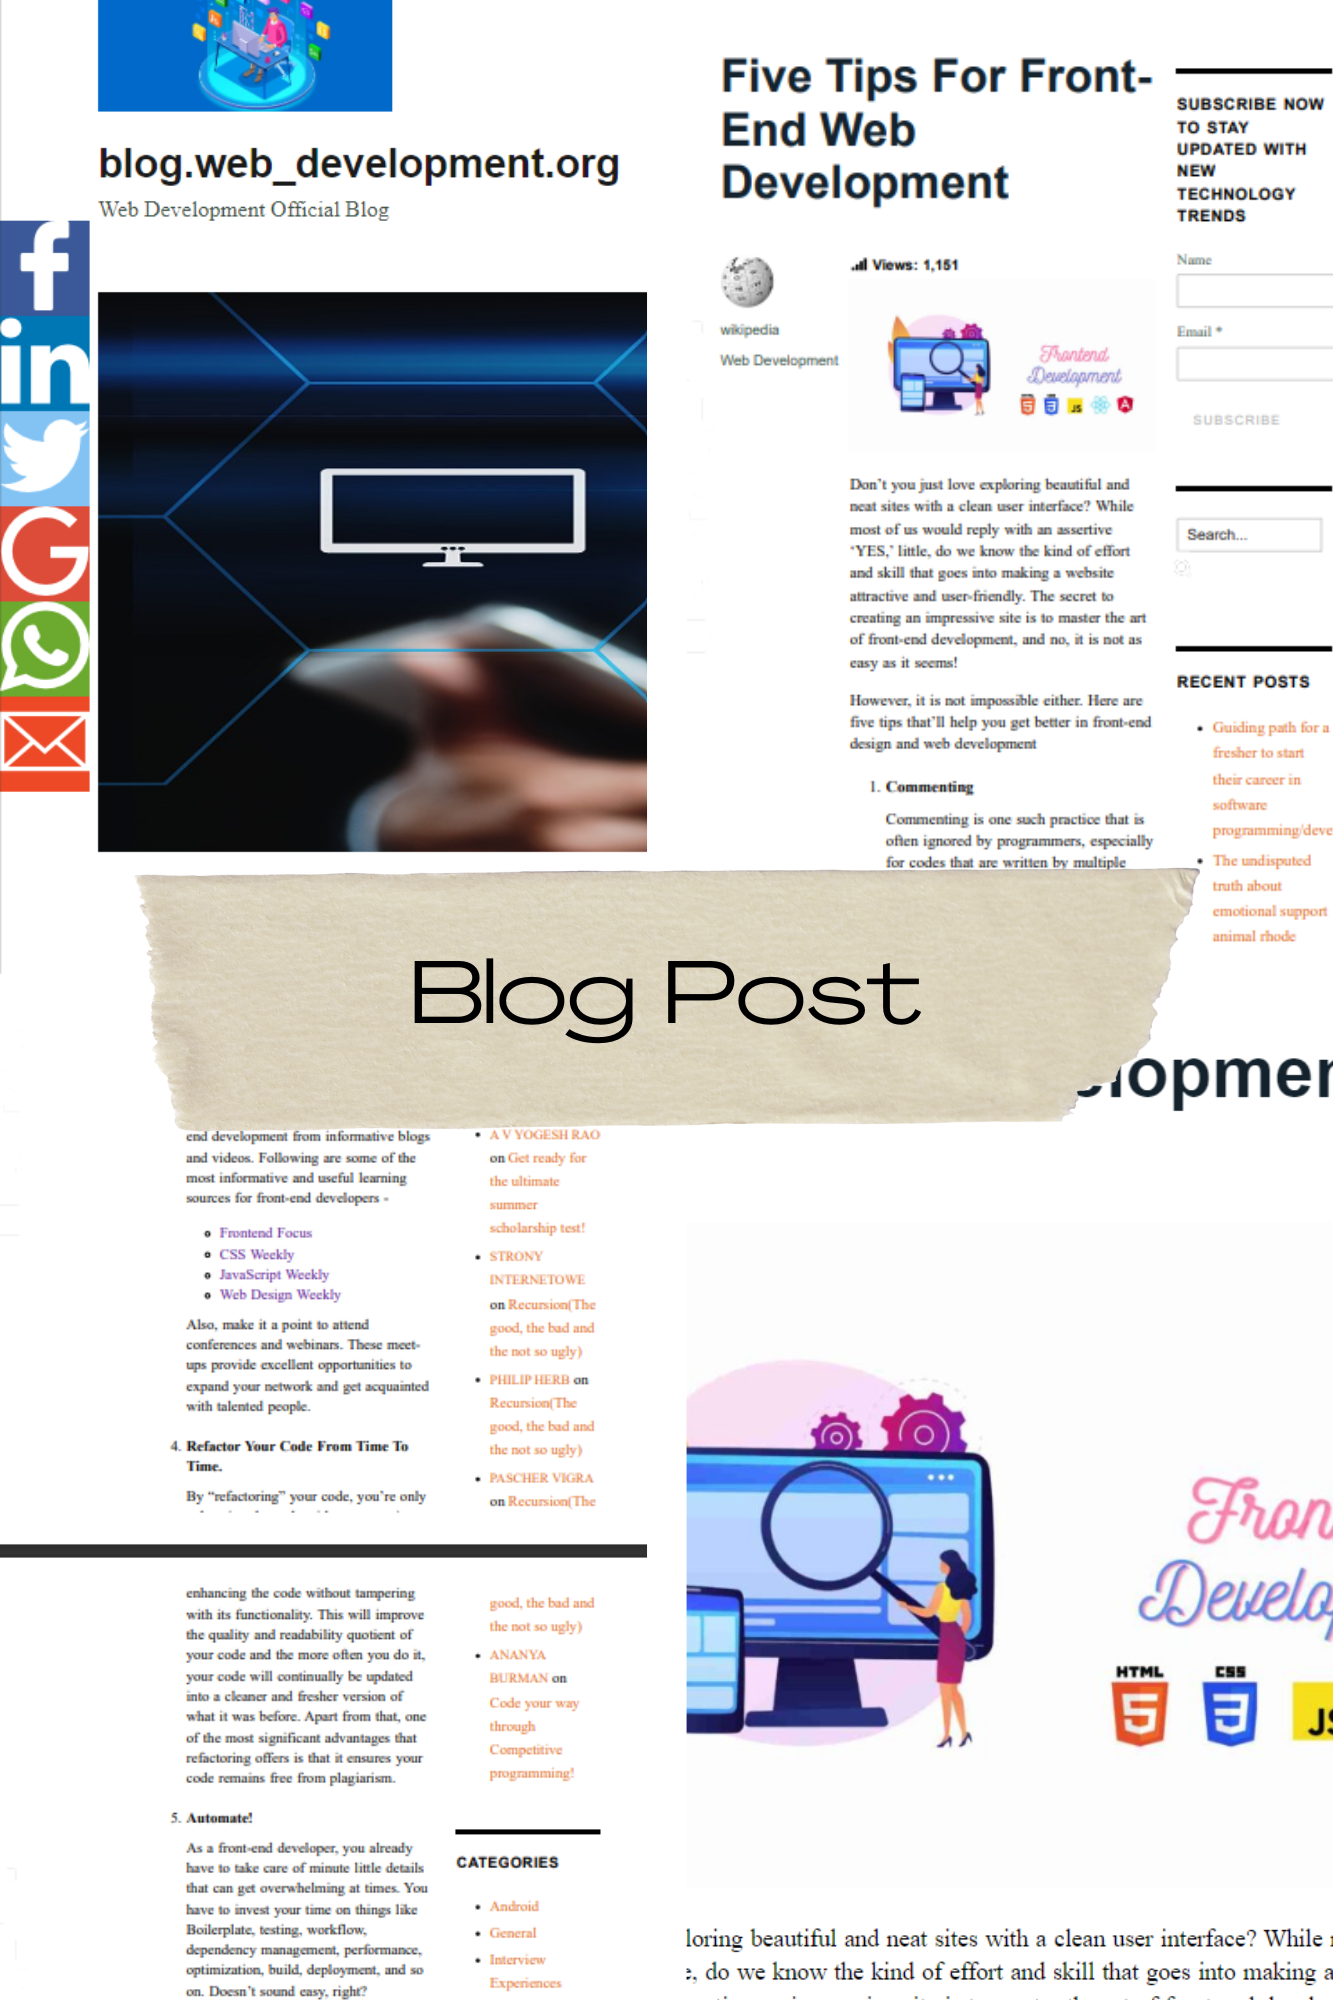 blog.web_development.org
Web Development Official Blog
Five Tips For Front-
End Web
Development
wikipedia
Web Development
Views: 1,151
Frontend
Development
JS
Don't you just love exploring beautiful and
neat sites with a clean user interface? While
most of us would reply with an assertive
'YES,' little, do we know the kind of effort
and skill that goes into making a website
attractive and user-friendly. The secret to
creating an impressive site is to master the art
of front-end development, and no, it is not as
easy as it seems!
However, it is not impossible either. Here are
five tips that'll help you get better in front-end
design and web development
1. Commenting
Commenting is one such practice that is
often ignored by programmers, especially
for codes that are written by multiple
SUBSCRIBE NOW
TO STAY
UPDATED WITH
NEW
TECHNOLOGY
TRENDS
Name
Email *
SUBSCRIBE
Search...
RECENT POSTS
Guiding path for a
fresher to start
their career in
software
programming/deve
The undisputed
truth about
emotional support
animal rhode
Blog Post
elopmen
end development from informative blogs
and videos. Following are some of the
most informative and useful learning
sources for front-end developers -
Frontend Focus
CSS Weekly
JavaScript Weekly
Web Design Weekly
Also, make it a point to attend
conferences and webinars. These meet-
ups provide excellent opportunities to
expand your network and get acquainted
with talented people.
4. Refactor Your Code From Time To
Time.
By “refactoring” your code, you're only
A V YOGESH RAO
on Get ready for
the ultimate
summer
scholarship test!
STRONY
INTERNETOWE
on Recursion(The
good, the bad and
the not so ugly)
PHILIP HERB on
Recursion(The
good, the bad and
the not so ugly)
PASCHER VIGRA
on Recursion(The
enhancing the code without tampering
with its functionality. This will improve
the quality and readability quotient of
your code and the more often you do it,
your code will continually be updated
into a cleaner and fresher version of
what it was before. Apart from that, one
of the most significant advantages that
refactoring offers is that it ensures your
code remains free from plagiarism.
5. Automate!
As a front-end developer, you already
have to take care of minute little details
that can get overwhelming at times. You
have to invest your time on things like
Boilerplate, testing, workflow,
dependency management, performance,
optimization, build, deployment, and so
on. Doesn't sound easy, right?
good, the bad and
the not so ugly)
ANANYA
BURMAN on
Code your way
through
Competitive
programming!
CATEGORIES
Android
General
Interview
Experiences
Fron
Develop
HTML
5
CSS
3
JS
loring beautiful and neat sites with a clean user interface? While
e, do we know the kind of effort and skill that goes into making a